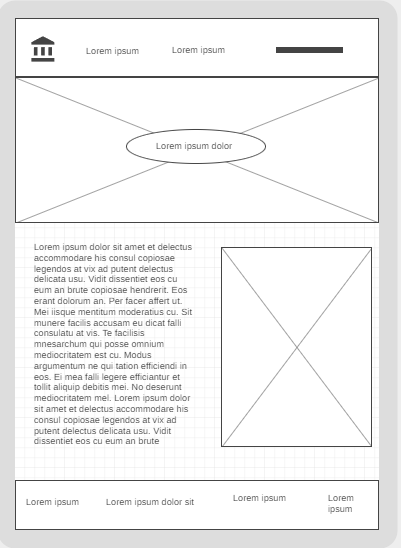 Lorem ipsum
Lorem ipsum
Lorem ipsum dolor
Lorem ipsum dolor sit amet et delectus
accommodare his consul copiosae
legendos at vix ad putent delectus
delicata usu. Vidit dissentiet eos cu
eum an brute copiosae hendrerit. Eos
erant dolorum an. Per facer affert ut.
Mei iisque mentitum moderatius cu. Sit
munere facilis accusam eu dicat falli
consulatu at vis. Te facilisis
mnesarchum qui posse omnium
mediocritatem est cu. Modus
argumentum ne qui tation efficiendi in
eos. Ei mea falli legere efficiantur et
tollit aliquip debitis mei. No deserunt
mediocritatem mel. Lorem ipsum dolor
sit amet et delectus accommodare his
consul copiosae legendos at vix ad
putent delectus delicata usu. Vidit
dissentiet eos cu eum an brute
Lorem ipsum
Lorem ipsum dolor sit
Lorem ipsum
Lorem
ipsum